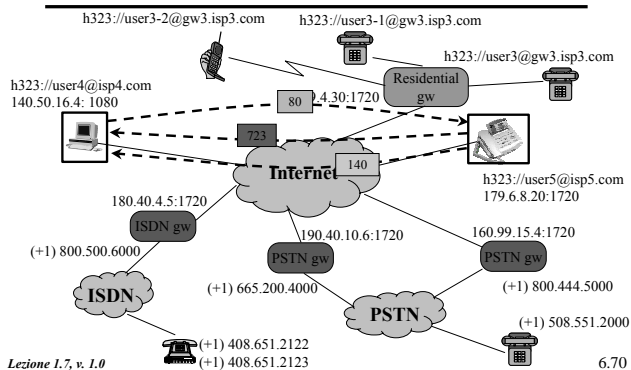 h323://user3-2@gw3.isp3.com
h323://user3-1@gw3.isp3.com
h323://user3@gw3.isp3.com
Residential
gw
h323://user4@isp4.com
140.50.16.4: 1080
80
.4.30:1720
723
140
Internet
h323://user5@isp5.com
179.6.8.20:1720
180.40.4.5:1720
ISDN gw
190.40.10.6:1720
160.99.15.4:1720
(+1) 800.500.6000
PSTN gw
PSTN gw
(+1) 665.200.4000
(+1) 800.444.5000
ISDN
PSTN
(+1) 508.551.2000
(+1) 408.651.2122
(+1) 408.651.2123
Lezione 1.7, v. 1.0
6.70